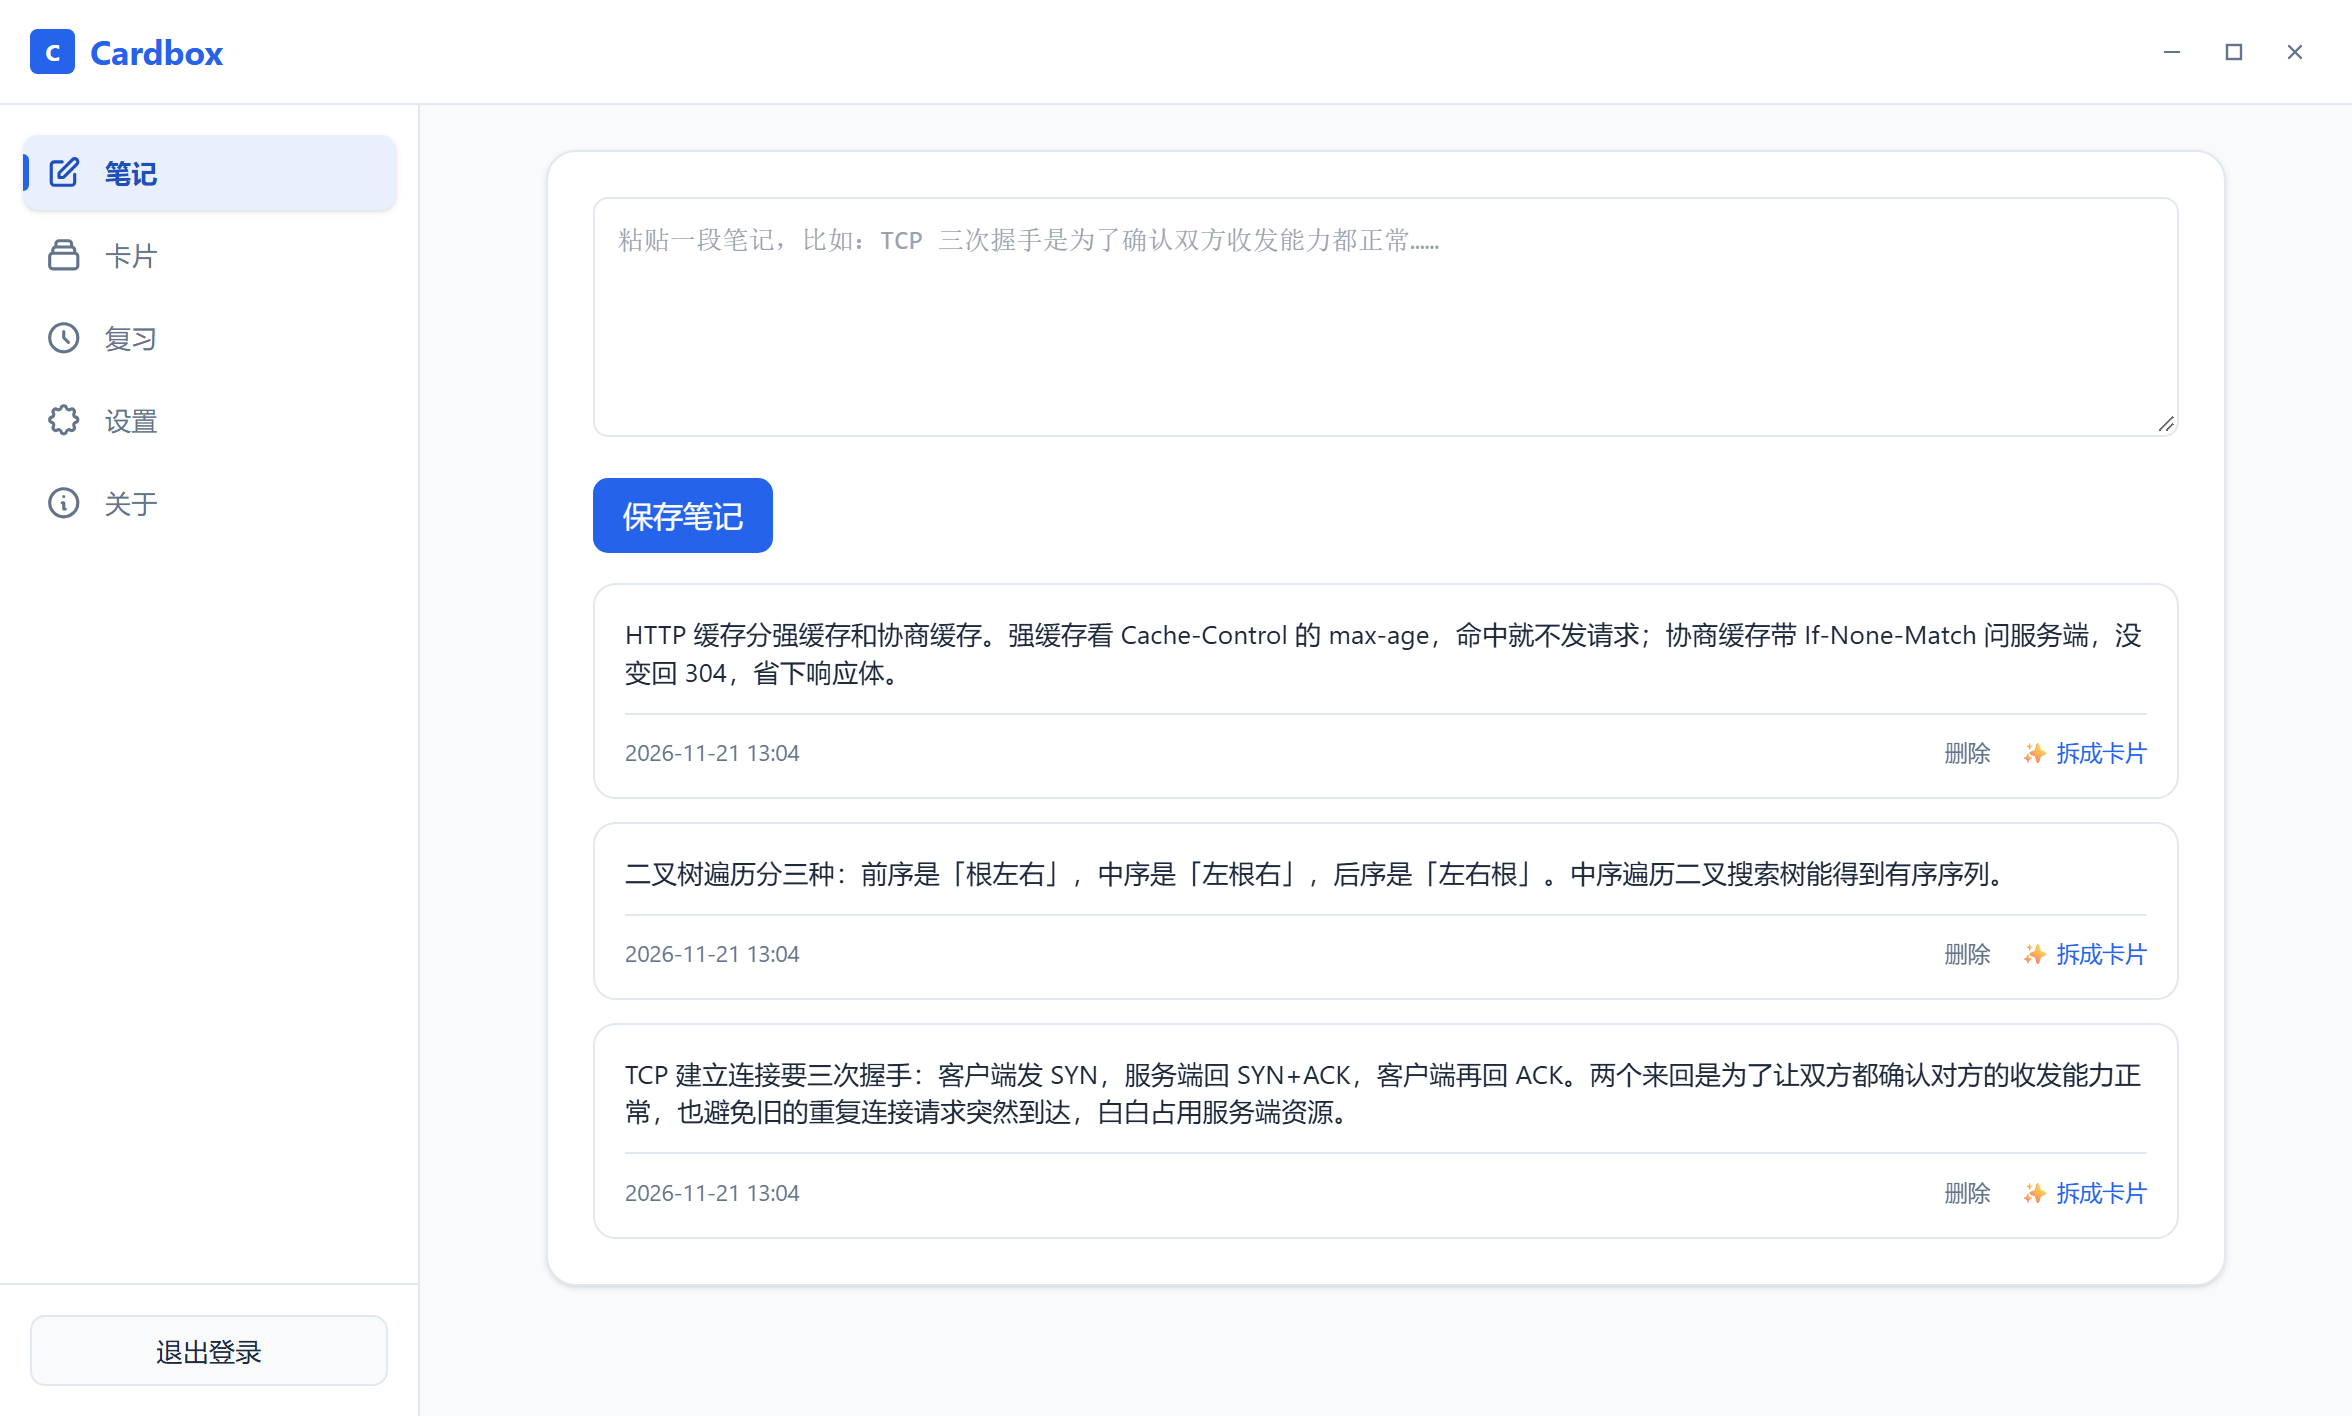 C Cardbox
笔记
卡片
复习
设置
关于
退出登录
粘贴一段笔记，比如：TCP 三次握手是为了确认双方收发能力都正常……
保存笔记
HTTP 缓存分强缓存和协商缓存。强缓存看 Cache-Control 的 max-age，命中就不发请求；协商缓存带 If-None-Match 问服务端，没
变回 304，省下响应体。
2026-11-21 13:04 删除 ✨ 拆成卡片
二叉树遍历分三种：前序是「根左右」，中序是「左根右」，后序是「左右根」。中序遍历二叉搜索树能得到有序序列。
2026-11-21 13:04 删除 ✨ 拆成卡片
TCP 建立连接要三次握手：客户端发 SYN，服务端回 SYN+ACK，客户端再回 ACK。两个来回是为了让双方都确认对方的收发能力正
常，也避免旧的重复连接请求突然到达，白白占用服务端资源。
2026-11-21 13:04 删除 ✨ 拆成卡片